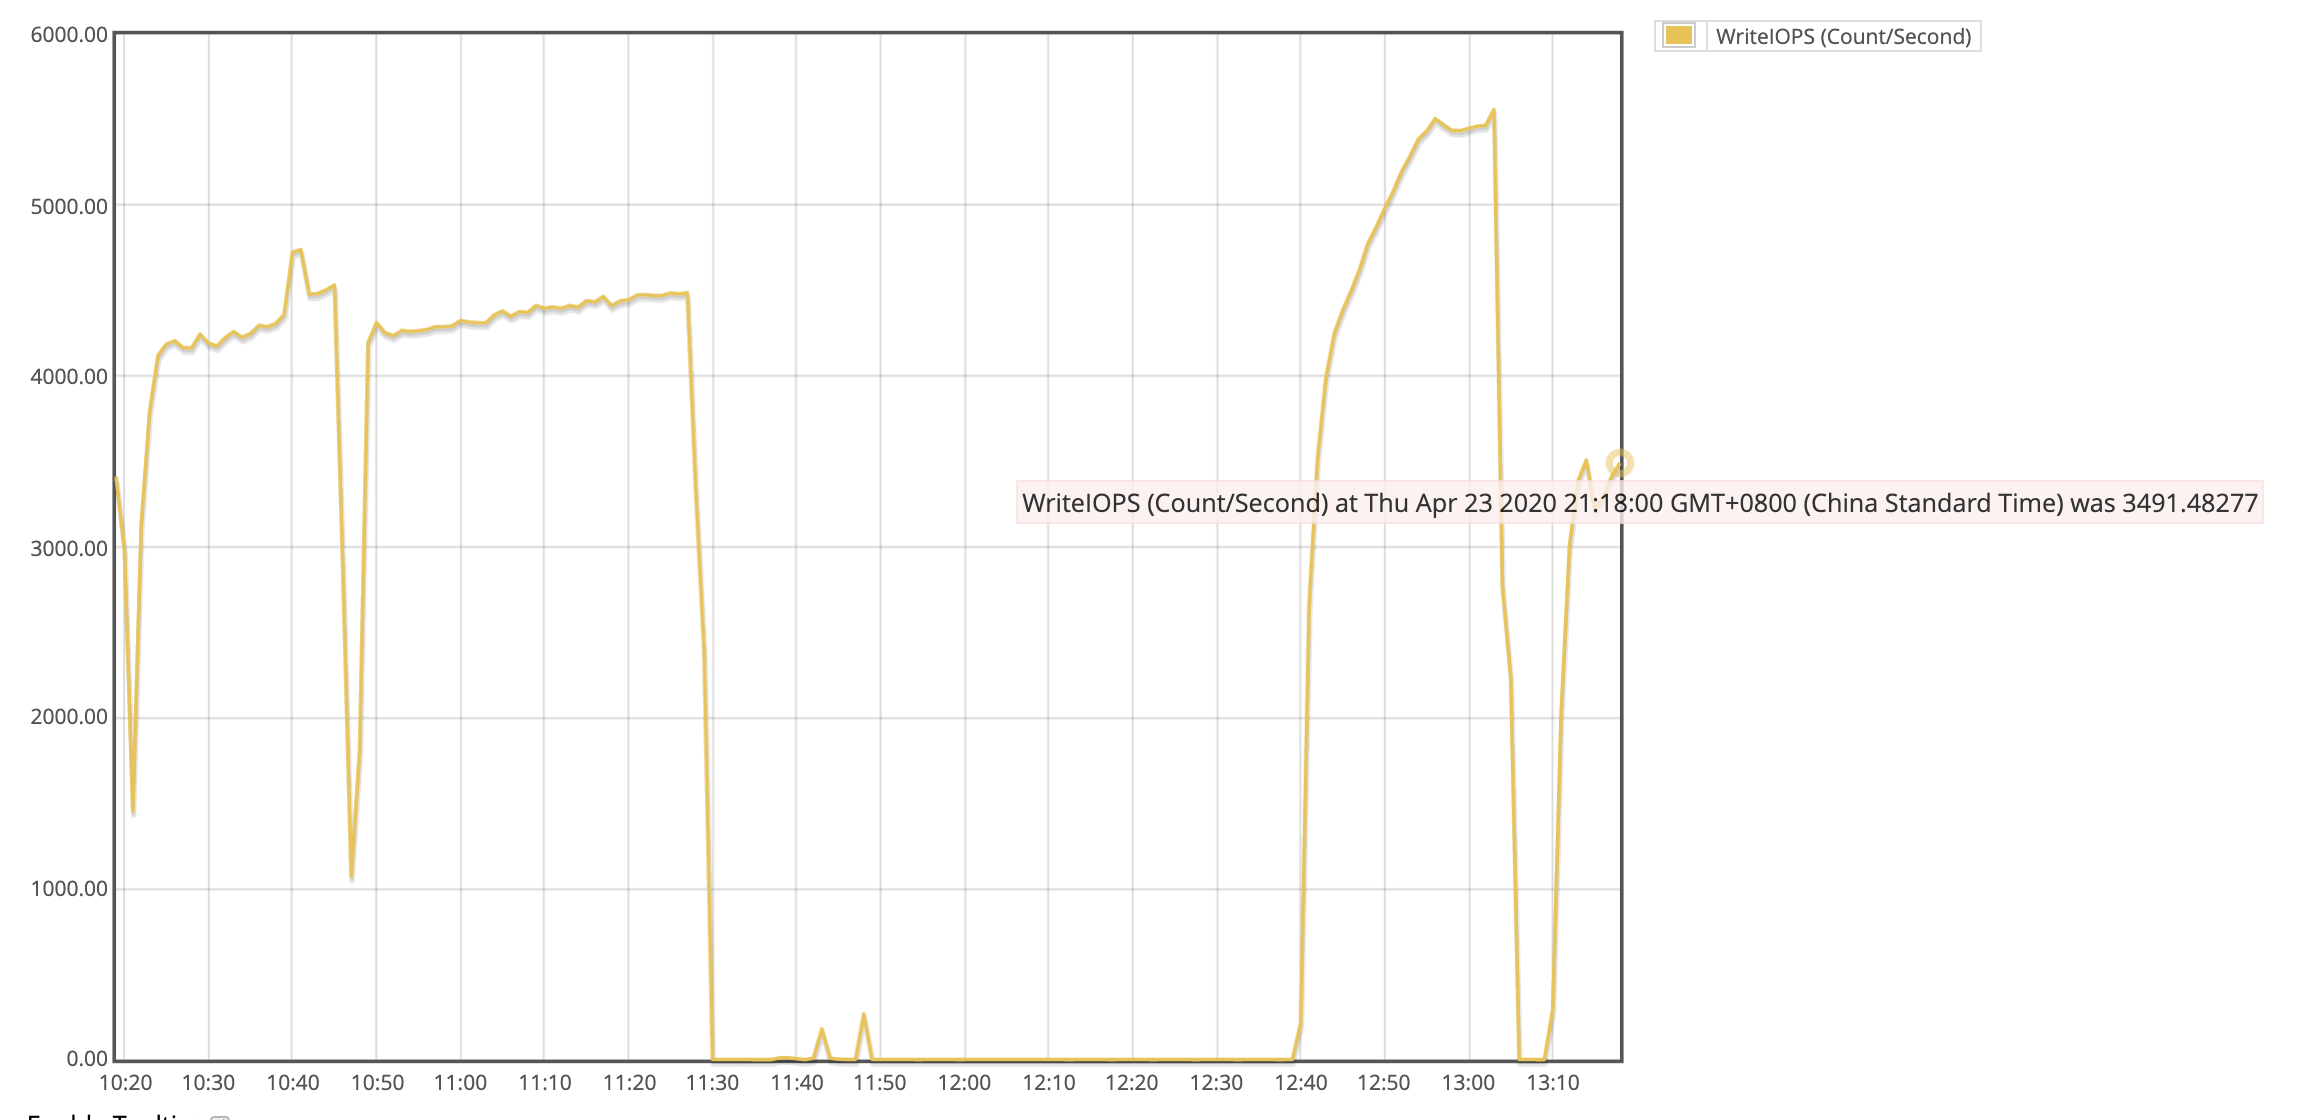 6000.00
WriteIOPS (Count/Second)
5000.00
4000.00
WriteIOPS (Count/Second) at Thu Apr 23 2020 21:18:00 GMT+0800 (China Standard Time) was 3491.48277
3000.00
2000.00
1000.00
0.00
10:20 10:30 10:40 10:50 11:00 11:10 11:20 11:30 11:40 11:50 12:00 12:10 12:20 12:30 12:40 12:50 13:00 13:10